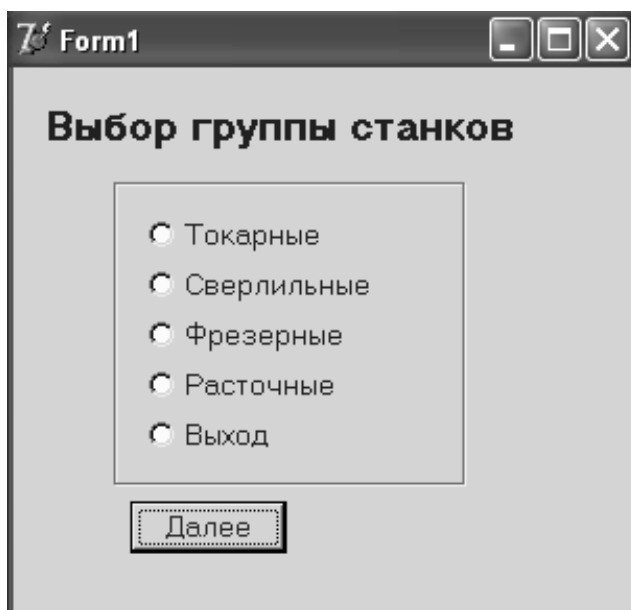 Form1
Выбор группы станков
Токарные
Сверлильные
Фрезерные
Расточные
Выход
Далее